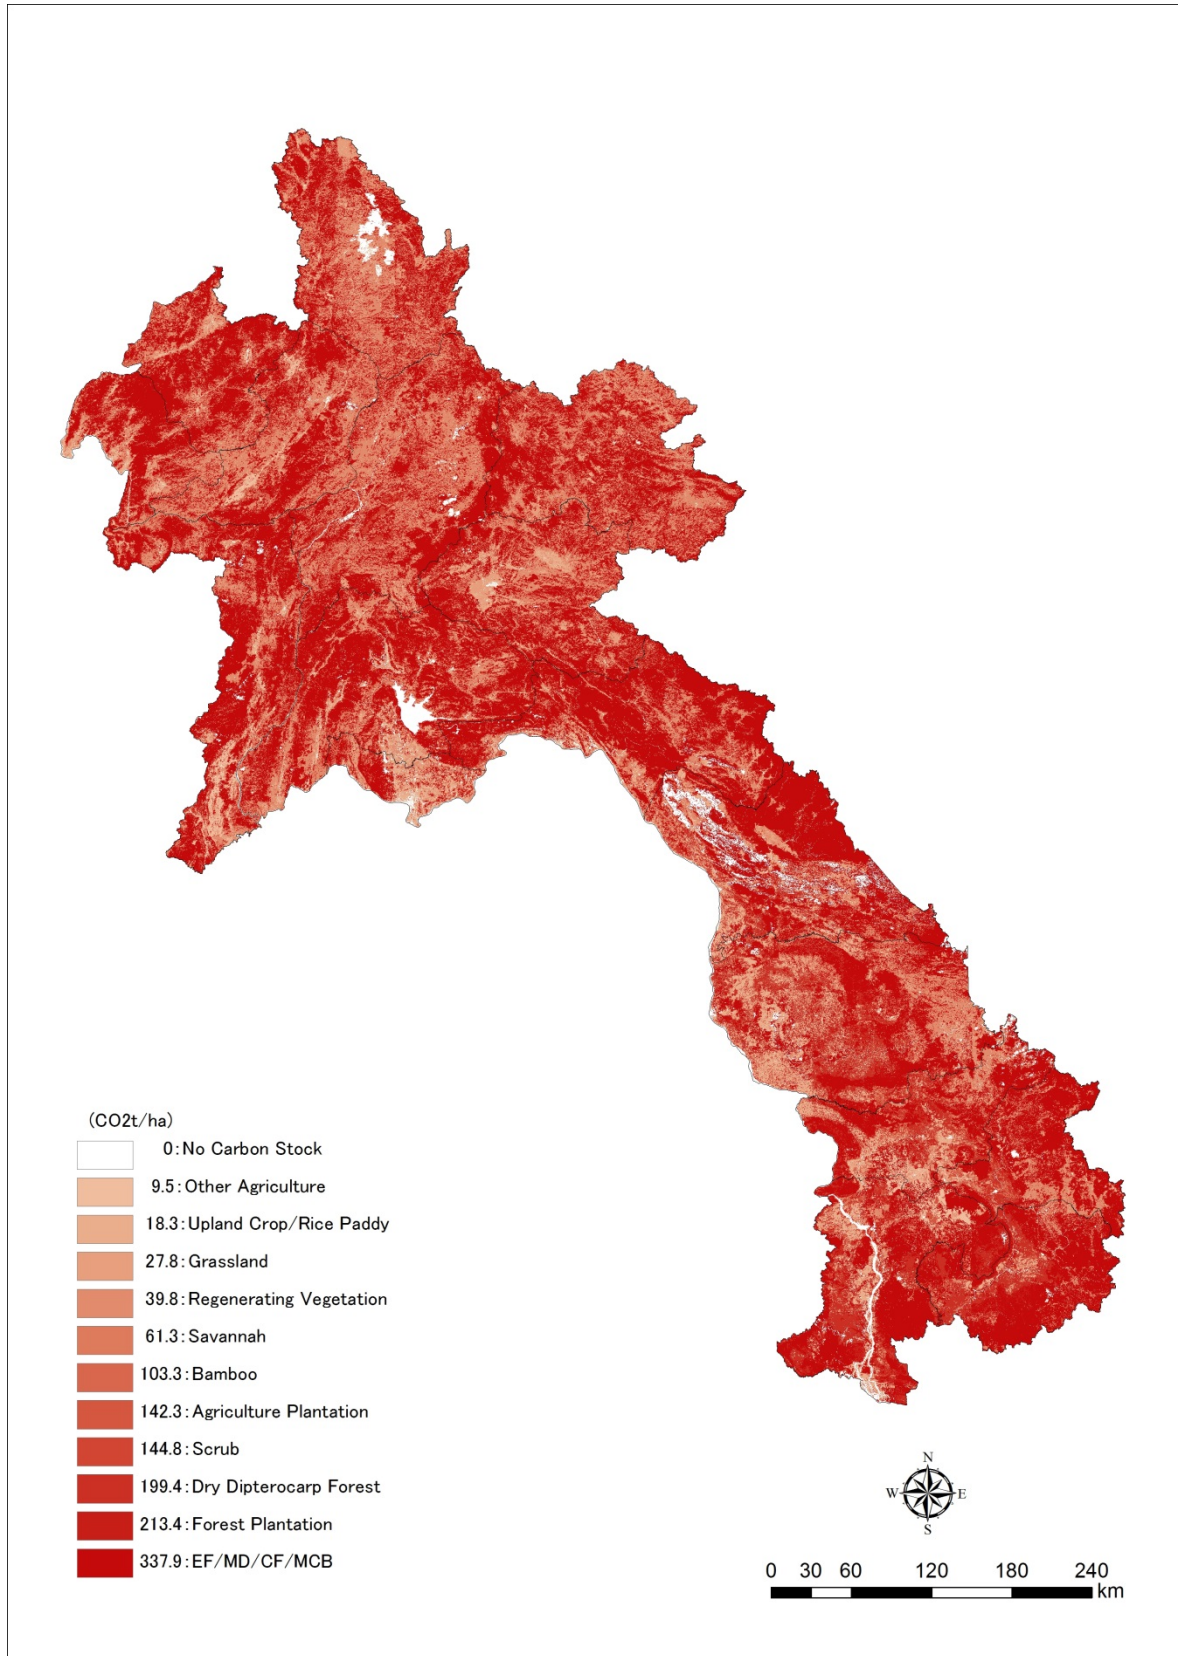 (CO2t/ha)
0:No Carbon Stock
9.5:Other Agriculture
18.3:Upland Crop/Rice Paddy
27.8:Grassland
39.8:Regenerating Vegetation
61.3:Savannah
103.3:Bamboo
142.3:Agriculture Plantation
144.8:Scrub
199.4:Dry Dipterocarp Forest
213.4:Forest Plantation
337.9:EF/MD/CF/MCB
N
W E
S
0 30 60 120 180 240
km